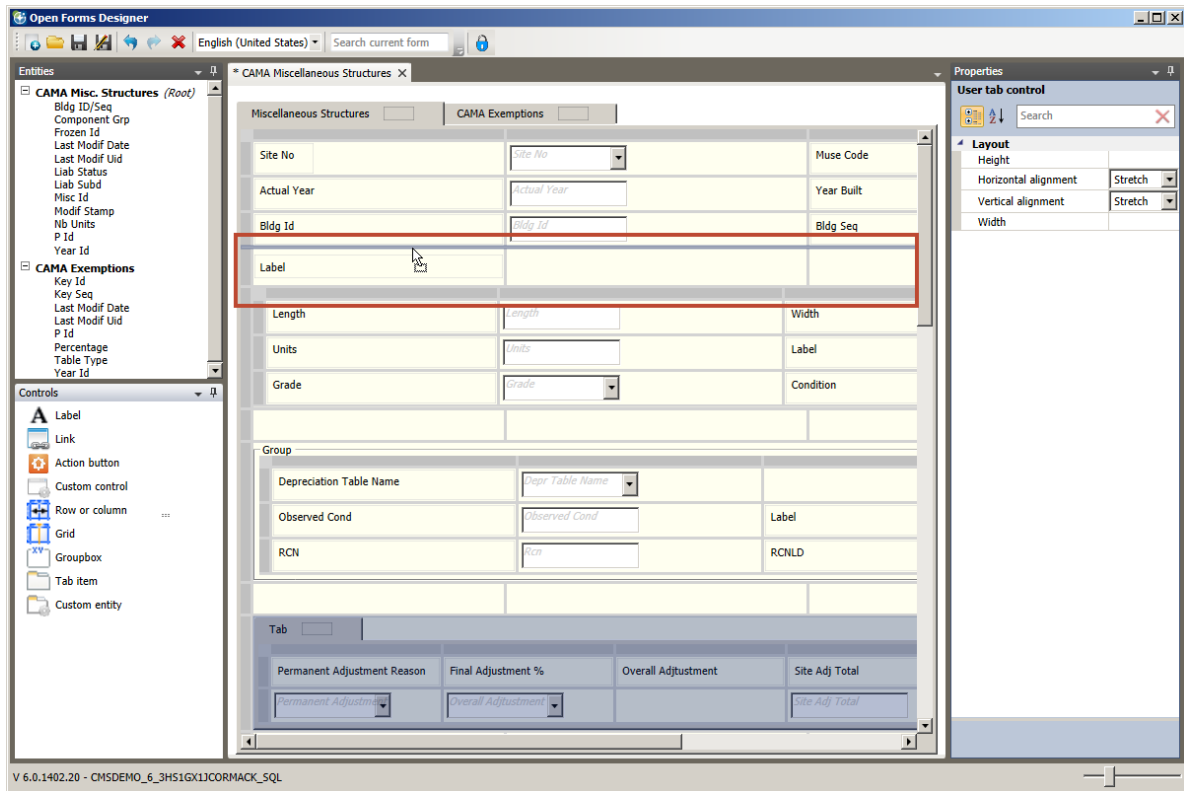 Open Forms Designer
English (United States) Search current form
Entities
CAMA Misc. Structures (Root)
Bldg ID/Seq
Component Grp
Frozen Id
Last Modif Date
Last Modif Uid
Liab Status
Liab Subd
Misc Id
Modif Stamp
Nb Units
P Id
Year Id
CAMA Exemptions
Key Id
Key Seq
Last Modif Date
Last Modif Uid
P Id
Percentage
Table Type
Year Id
Controls
Label
Link
Action button
Custom control
Row or column
Grid
XY
Groupbox
Tab item
Custom entity
* CAMA Miscellaneous Structures
Miscellaneous Structures CAMA Exemptions
Site No Site No Muse Code
Actual Year Actual Year Year Built
Bldg Id Bldg Id Bldg Seq
Label
Length Length Width
Units Units Label
Grade Grade Condition
Group
Depreciation Table Name Depr Table Name
Observed Cond Observed Cond Label
RCN Rcn RCNLD
Tab
Permanent Adjustment Reason Final Adjustment % Overall Adjtustment Site Adj Total
Permanent Adjustme Overall Adjtustment Site Adj Total
Properties
User tab control
Search
Layout
Height
Horizontal alignment Stretch
Vertical alignment Stretch
Width
V 6.0.1402.20 - CMSDEMO_6_3HS1GX1JCORMACK_SQL